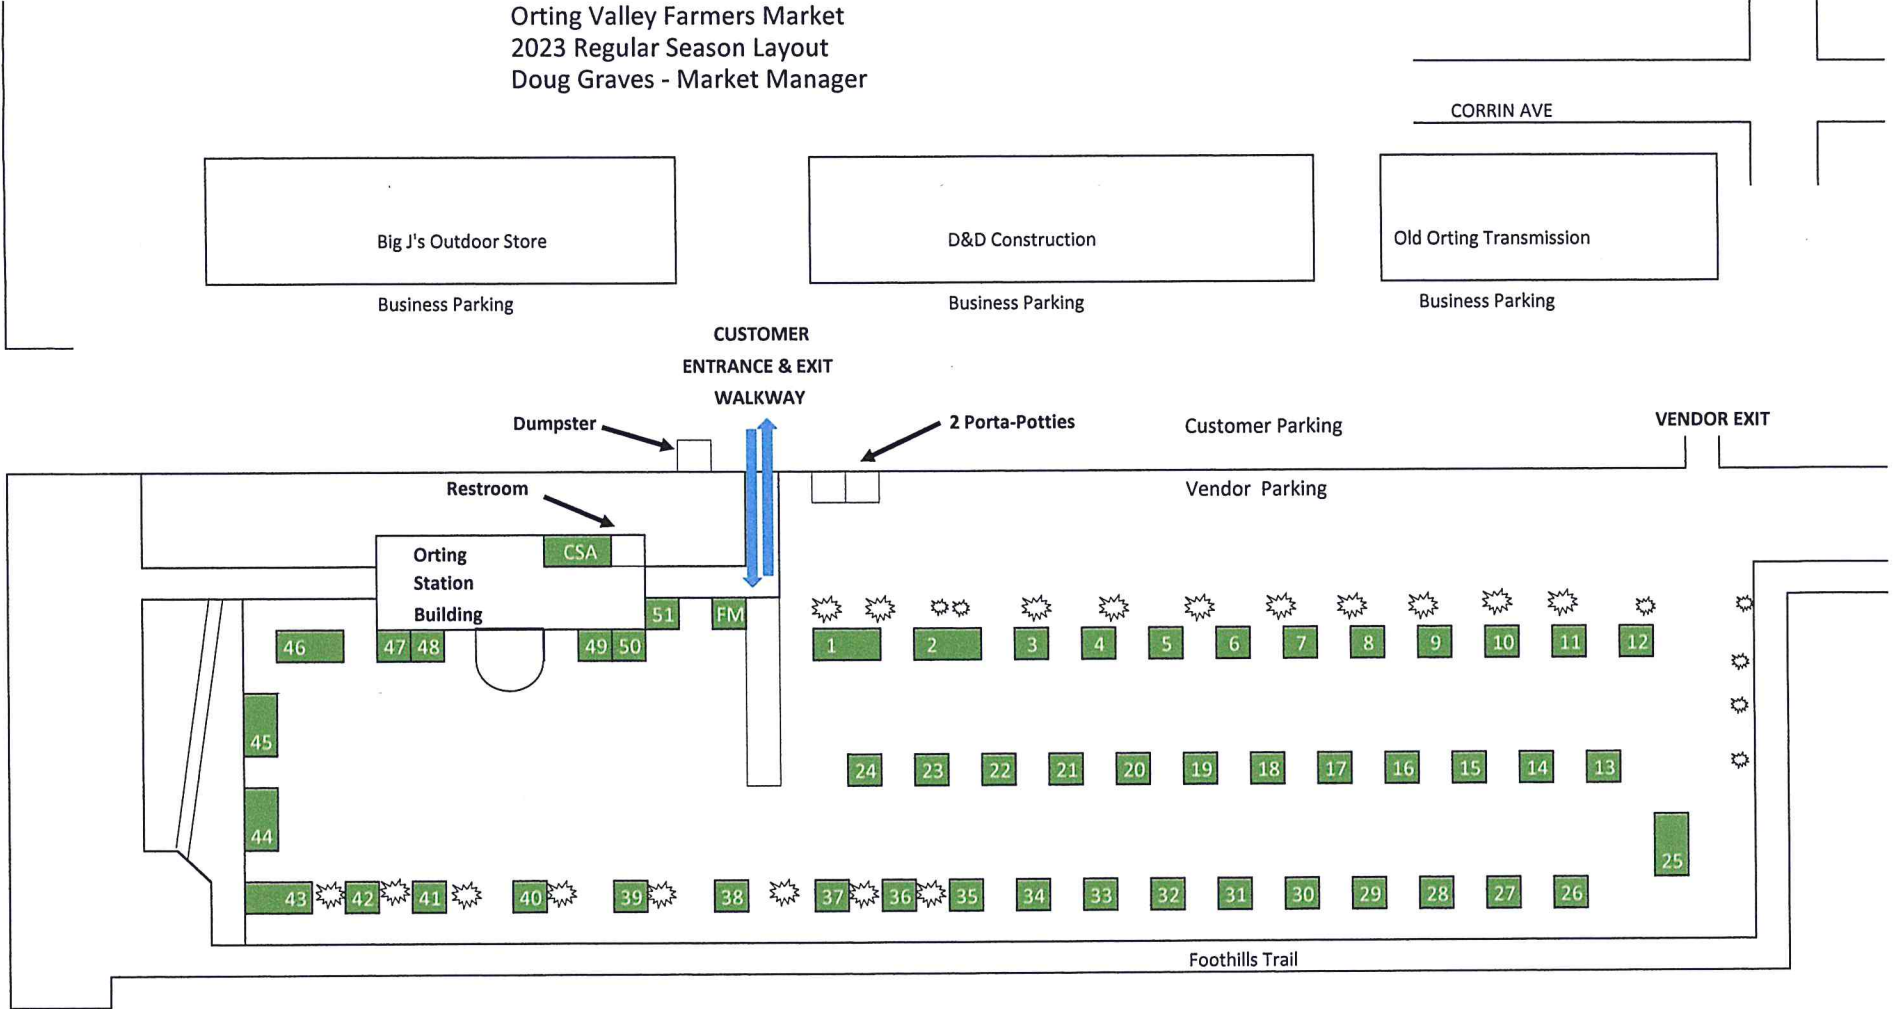 Orting Valley Farmers Market
2023 Regular Season Layout
Doug Graves - Market Manager
CORRIN AVE
Big J's Outdoor Store
D&D Construction
Old Orting Transmission
Business Parking
Business Parking
Business Parking
CUSTOMER
ENTRANCE & EXIT
WALKWAY
Dumpster
2 Porta-Potties
Customer Parking
VENDOR EXIT
Restroom
Vendor Parking
Orting
Station
Building
CSA
51
FM
46
47
48
49
50
1
2
3
4
5
6
7
8
9
10
11
12
45
24
23
22
21
20
19
18
17
16
15
14
13
44
25
43
42
41
40
39
38
37
36
35
34
33
32
31
30
29
28
27
26
Foothills Trail